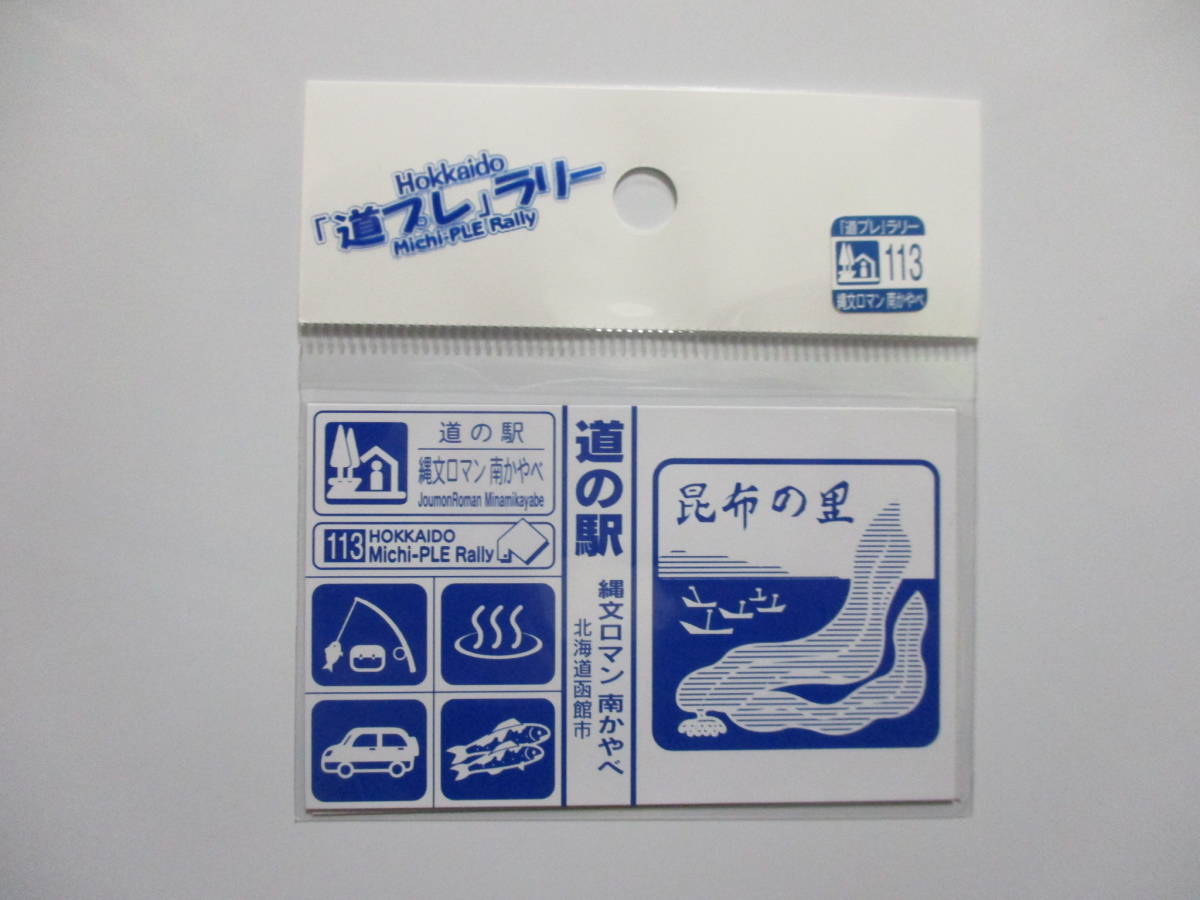 Hokkaido
「道プレ」ラリー
Michi-PLE Rally
「道プレ」ラリー
113
縄文ロマン 南かやべ
道の駅
縄文ロマン 南かやべ
JoumonRoman Minamikayabe
113 HOKKAIDO
Michi-PLE Rally
道の駅 縄文ロマン 南かやべ
北海道函館市
昆布の里